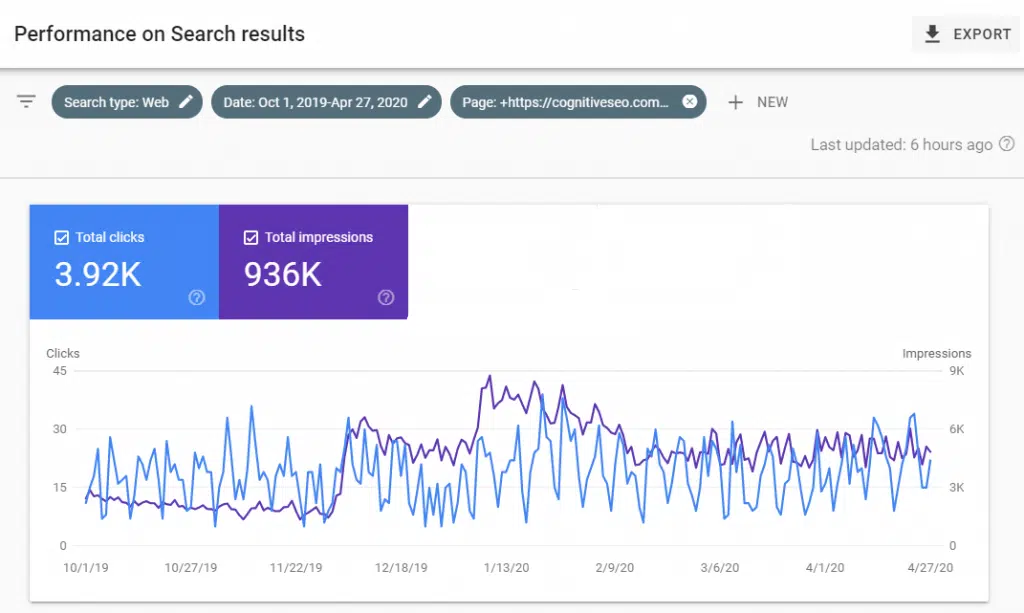 Performance on Search results
EXPORT
Search type: Web
Date: Oct 1, 2019-Apr 27, 2020
Page: +https://cognitiveseo.com...
NEW
Last updated: 6 hours ago
Total clicks
3.92K
Total impressions
936K
Clicks
Impressions
45
9K
30
6K
15
3K
0
0
10/1/19
10/27/19
11/22/19
12/18/19
1/13/20
2/9/20
3/6/20
4/1/20
4/27/20